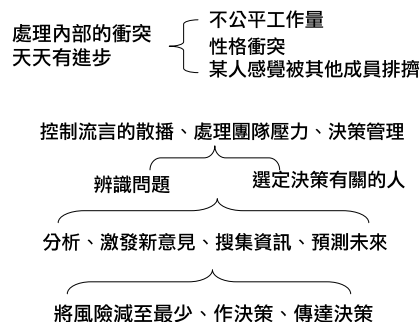 處理內部的衝突
天天有進步
不公平工作量
性格衝突
某人感覺被其他成員排擠
控制流言的散播、處理團隊壓力、決策管理
辨識問題
選定決策有關的人
分析、激發新意見、搜集資訊、預測未來
將風險減至最少、作決策、傳達決策